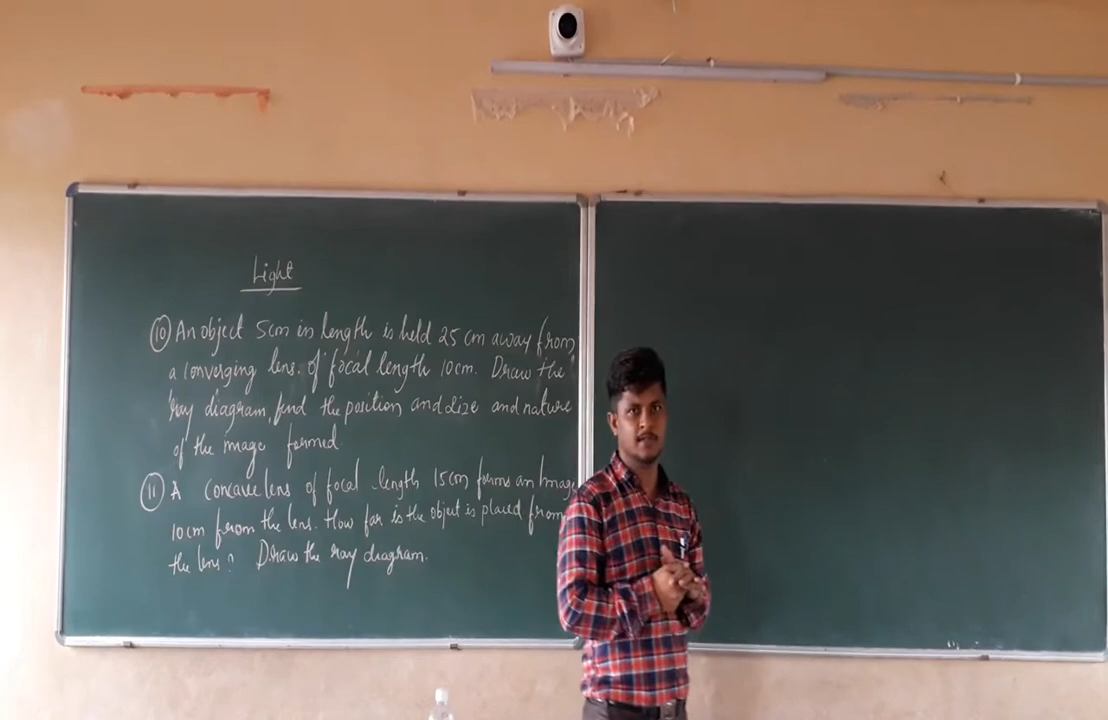 Light
(10) An object 5cm in length is held 25 cm away from
a converging lens. of focal length 10cm. Draw the
ray diagram, find the position and size and nature
of the image formed.
(11) A concave lens of focal length 15cm forms an Image
10cm from the lens. How far is the object is placed from
the lens? Draw the ray diagram.